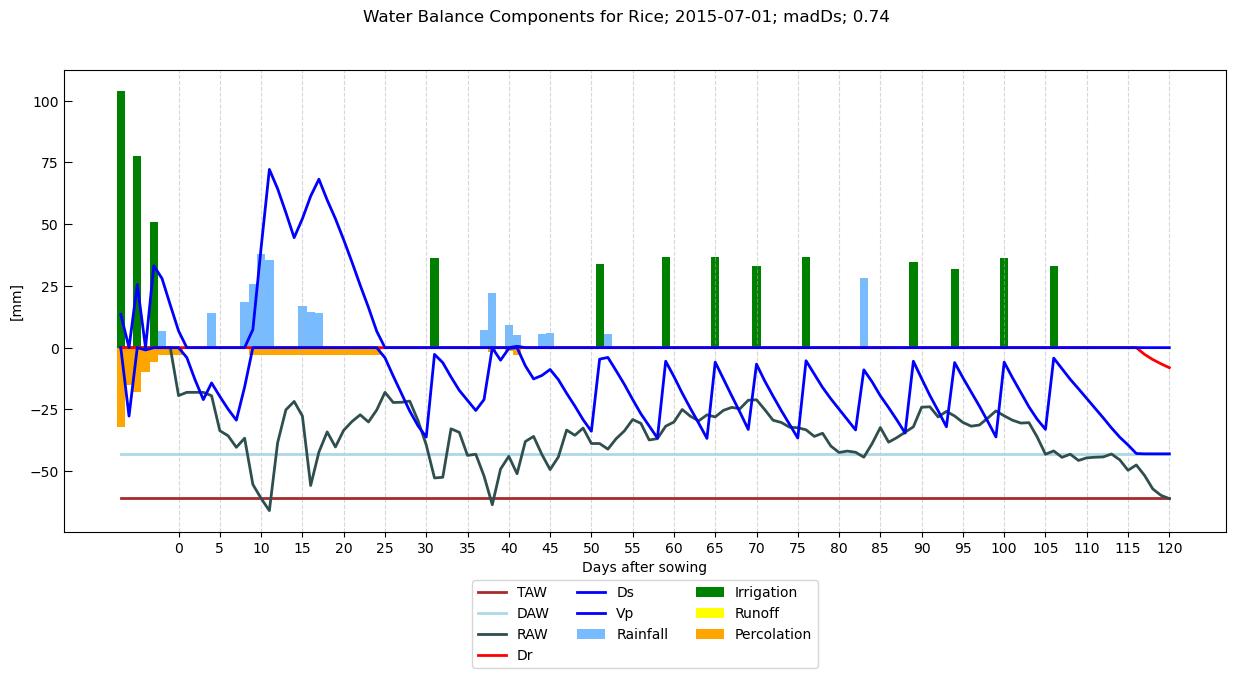 Water Balance Components for Rice; 2015-07-01; madDs; 0.74
100
75
50
25
0
−25
−50
[mm]
0 5 10 15 20 25 30 35 40 45 50 55 60 65 70 75 80 85 90 95 100 105 110 115 120
Days after sowing
TAW
DAW
RAW
Dr
Ds
Vp
Rainfall
Irrigation
Runoff
Percolation